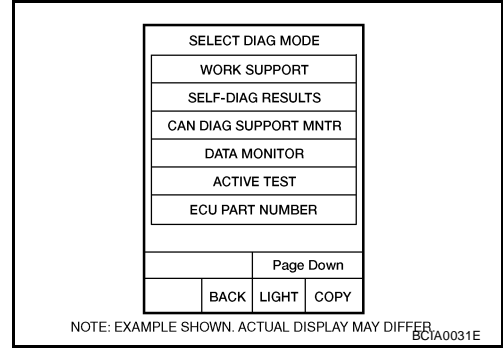 SELECT DIAG MODE
WORK SUPPORT
SELF-DIAG RESULTS
CAN DIAG SUPPORT MNTR
DATA MONITOR
ACTIVE TEST
ECU PART NUMBER
Page Down
BACK LIGHT COPY
NOTE: EXAMPLE SHOWN. ACTUAL DISPLAY MAY DIFFER.
BCIA0031E